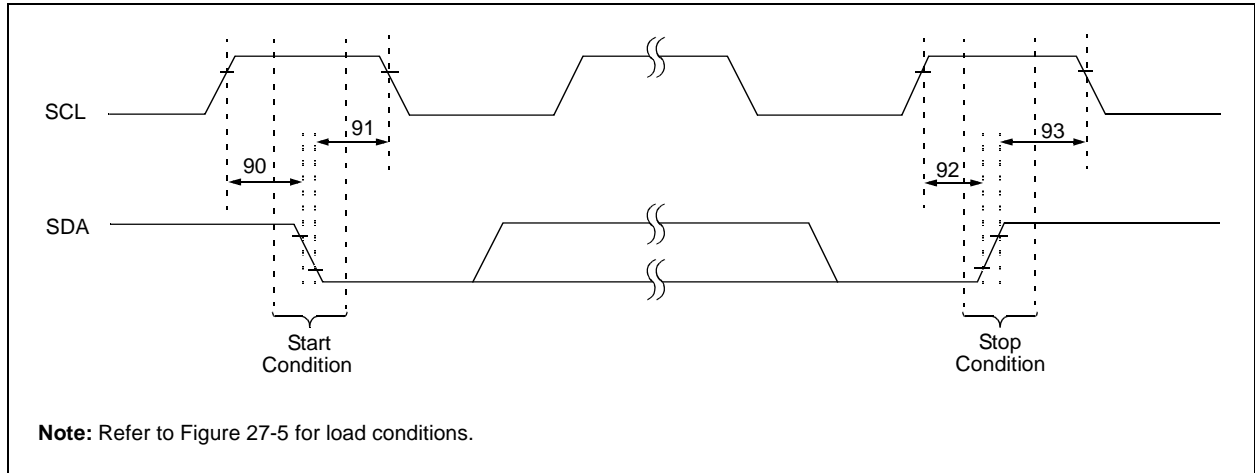 SCL
91
93
90
92
SDA
Start
Condition
Stop
Condition
Note: Refer to Figure 27-5 for load conditions.